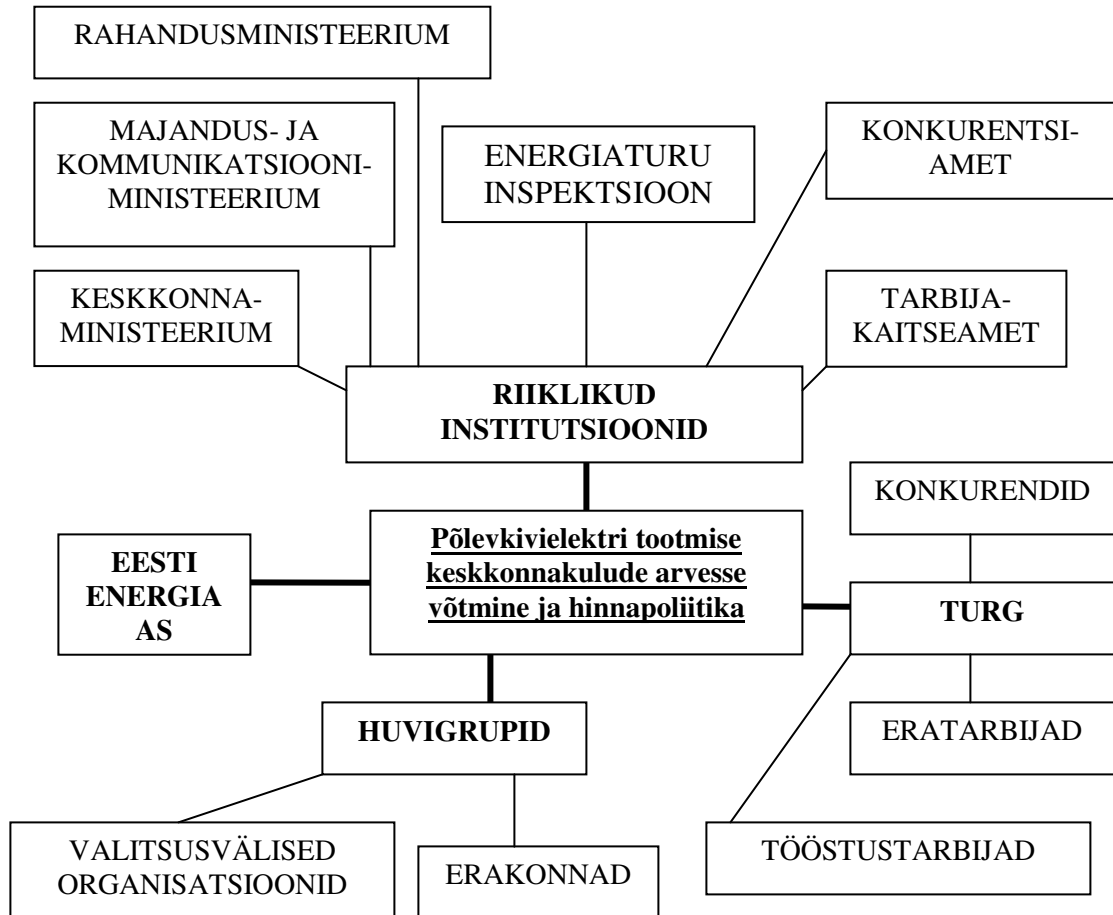 RAHANDUSMINISTEERIUM
MAJANDUS- JA
KOMMUNIKATSIOONI-
MINISTEERIUM
ENERGIATURU
INSPEKTSIOON
KONKURENTSI-
AMET
KESKKONNA-
MINISTEERIUM
TARBIJA-
KAITSEAMET
RIIKLIKUD
INSTITUTSIOONID
KONKURENDID
EESTI
ENERGIA
AS
Põlevkivielektri tootmise
keskkonnakulude arvesse
võtmine ja hinnapoliitika
TURG
HUVIGRUPID
ERATARBIJAD
VALITSUSVÄLISED
ORGANISATSIOONID
ERAKONNAD
TÖÖSTUSTARBIJAD